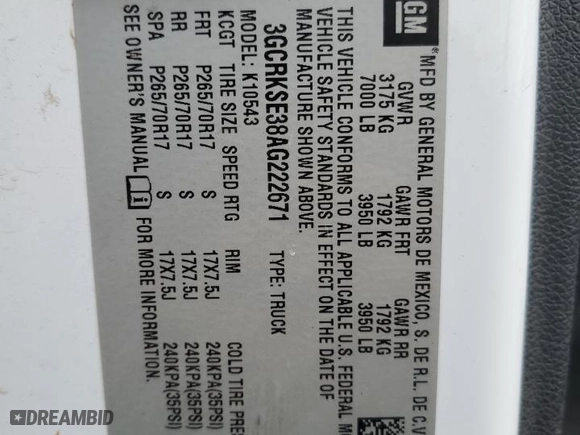 GM
*MFD BY GENERAL MOTORS DE MEXICO, S. DE R.L. DE C.V
GVWR GAWR FRT GAWR RR
3175 KG 1792 KG 1792 KG
7000 LB 3950 LB 3950 LB
THIS VEHICLE CONFORMS TO ALL APPLICABLE U.S. FEDERAL
VEHICLE SAFETY STANDARDS IN EFFECT ON THE DATE OF
MANUFACTURE SHOWN ABOVE.
3GCRKSE38AG222671 TYPE: TRUCK
MODEL: K10543
KCGT TIRE SIZE SPEED RTG RIM COLD TIRE PRE
FRT P265/70R17 S 17X7.5J 240KPA(35PSI)
RR P265/70R17 S 17X7.5J 240KPA(35PSI)
SPA P265/70R17 S 17X7.5J 240KPA(35PSI)
SEE OWNER'S MANUAL FOR MORE INFORMATION.
DREAMBID